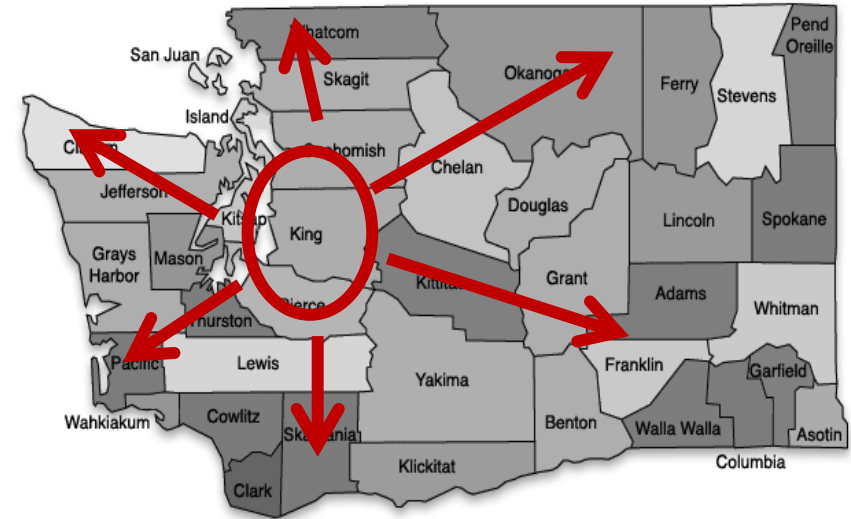 Whatcom
Pend
Oreille
San Juan
Skagit
Okanogan
Ferry
Stevens
Island
Clallam
Snohomish
Chelan
Jefferson
Kitsap
Douglas
Lincoln
Spokane
King
Grays
Harbor
Mason
Kittitas
Grant
Adams
Whitman
Pierce
Thurston
Pacific
Lewis
Yakima
Franklin
Garfield
Wahkiakum
Cowlitz
Skamania
Benton
Walla Walla
Asotin
Columbia
Klickitat
Clark